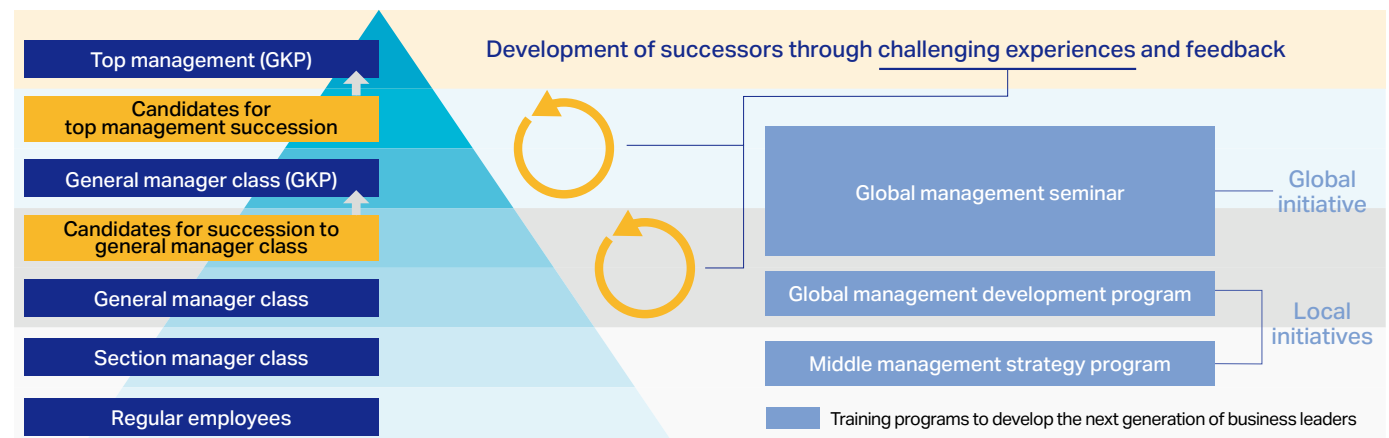 Top management (GKP)
Candidates for
top management succession
General manager class (GKP)
Candidates for succession to
general manager class
General manager class
Section manager class
Regular employees
Development of successors through challenging experiences and feedback
Global management seminar
Global management development program
Middle management strategy program
Global
initiative
Local
initiatives
Training programs to develop the next generation of business leaders